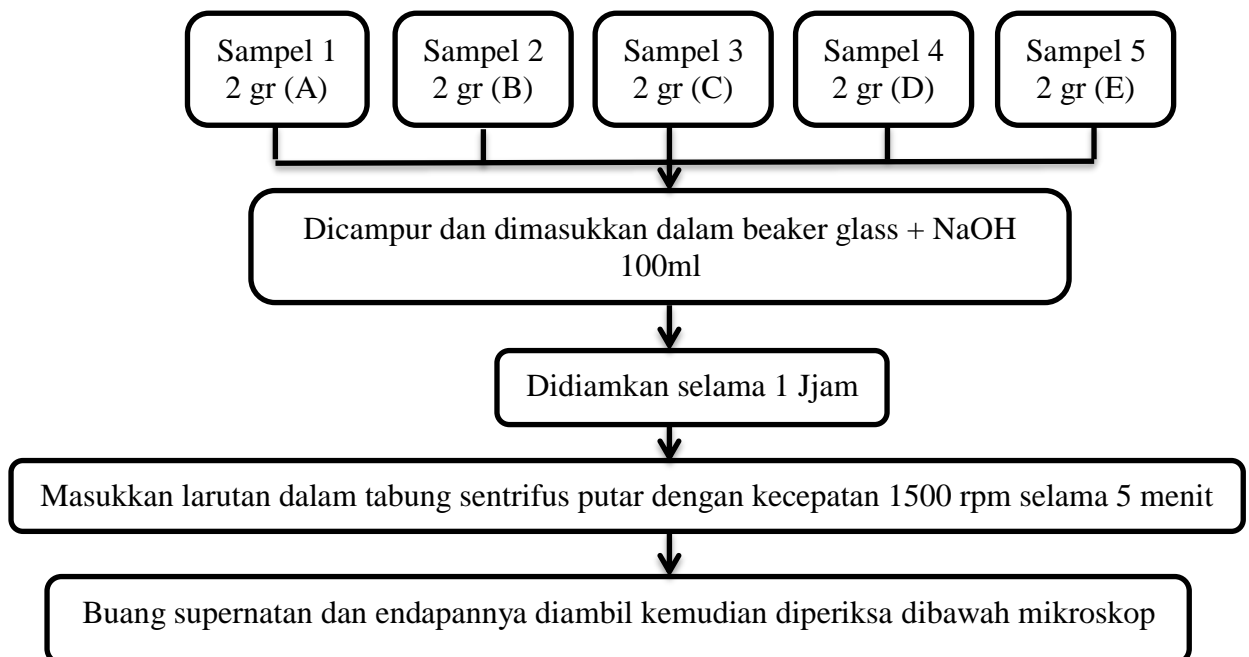 Sampel 1
2 gr (A)
Sampel 2
2 gr (B)
Sampel 3
2 gr (C)
Sampel 4
2 gr (D)
Sampel 5
2 gr (E)
Dicampur dan dimasukkan dalam beaker glass + NaOH
100ml
Didiamkan selama 1 Jjam
Masukkan larutan dalam tabung sentrifus putar dengan kecepatan 1500 rpm selama 5 menit
Buang supernatan dan endapannya diambil kemudian diperiksa dibawah mikroskop